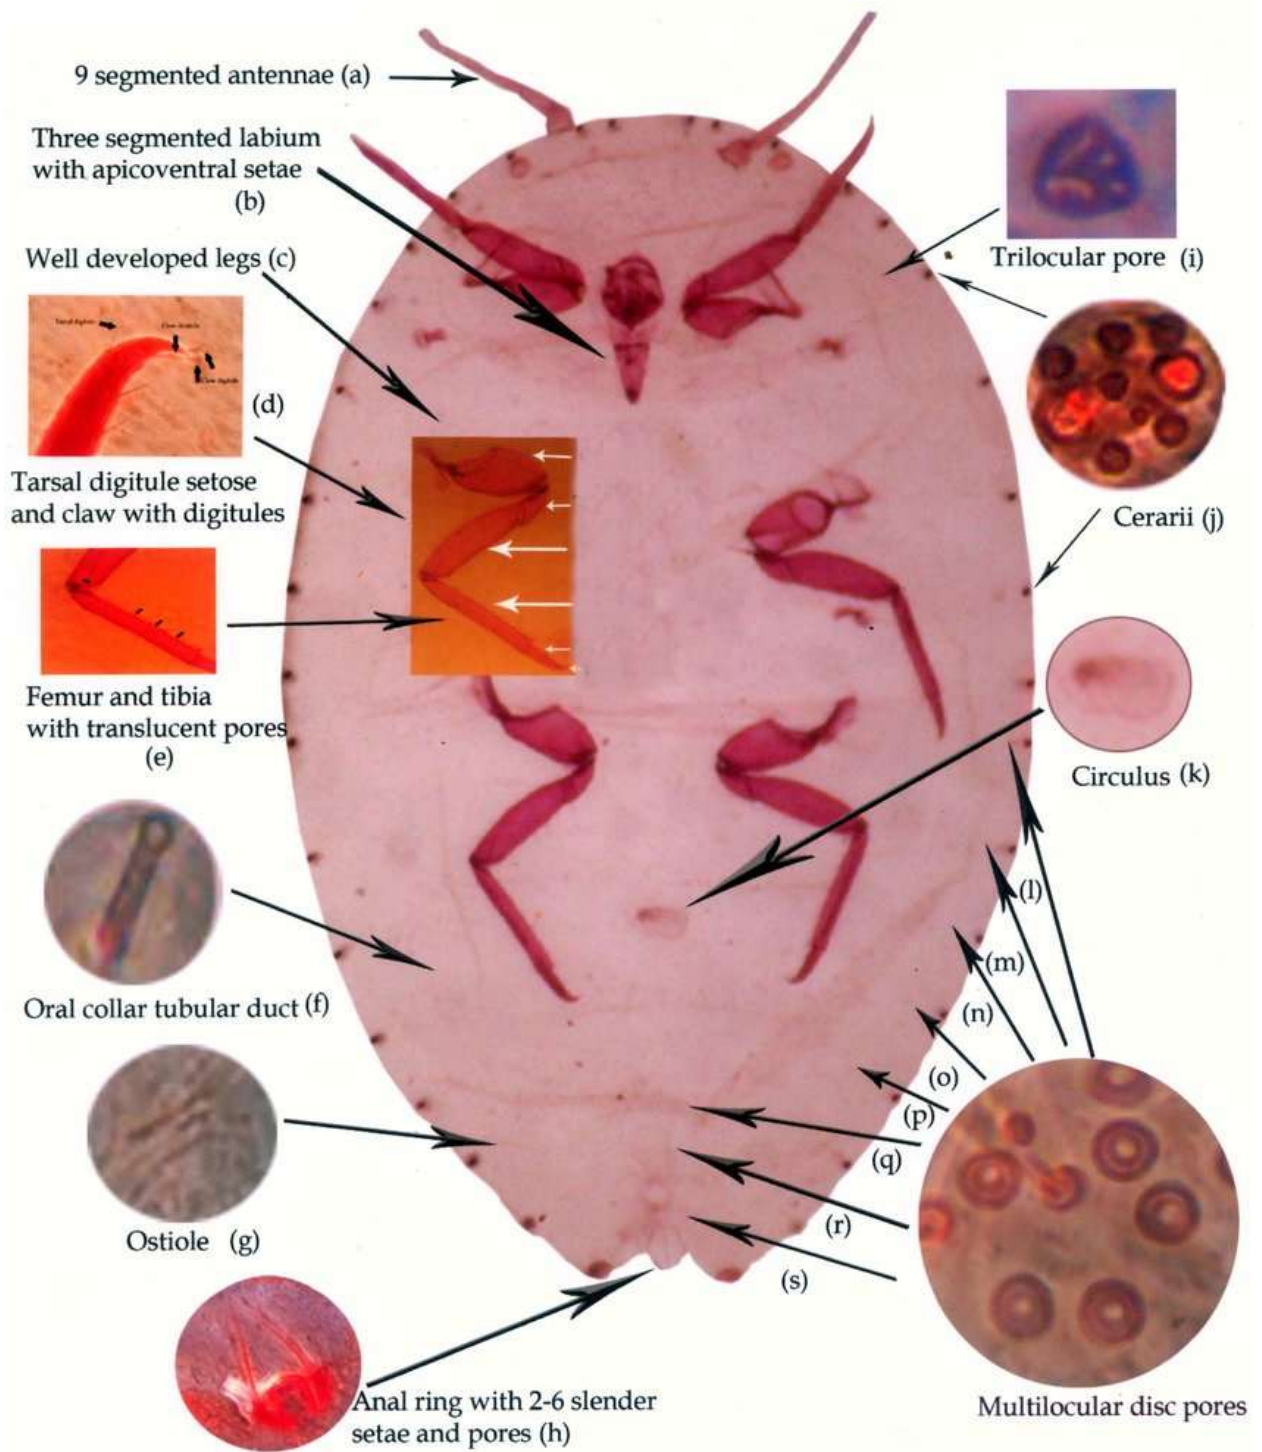 9 segmented antennae (a)
Three segmented labium
with apicoventral setae
(b)
Well developed legs (c)
(d)
Tarsal digitule setose
and claw with digitules
Femur and tibia
with translucent pores
(e)
Oral collar tubular duct (f)
Ostiole (g)
Anal ring with 2-6 slender
setae and pores (h)
Trilocular pore (i)
Cerarii (j)
Circulus (k)
(l)
(m)
(n)
(o)
(p)
(q)
(r)
(s)
Multilocular disc pores